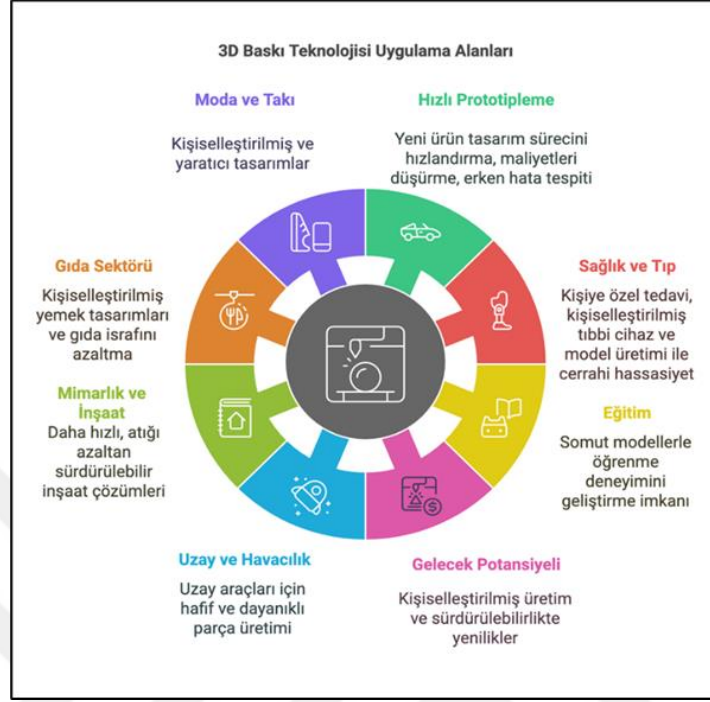 3D Baskı Teknolojisi Uygulama Alanları
Moda ve Takı
Kişiselleştirilmiş ve
yaratıcı tasarımlar
Hızlı Prototipleme
Yeni ürün tasarım sürecini
hızlandırma, maliyetleri
düşürme, erken hata tespiti
Gıda Sektörü
Kişiselleştirilmiş
yemek tasarımları
ve gıda israfını
azaltma
Sağlık ve Tıp
Kişiye özel tedavi,
kişiselleştirilmiş
tıbbi cihaz ve
model üretimi ile
cerrahi hassasiyet
Mimarlık ve
İnşaat
Daha hızlı, atığı
azaltan
sürdürülebilir
inşaat çözümleri
Eğitim
Somut modellerle
öğrenme
deneyimini
geliştirme imkanı
Uzay ve Havacılık
Uzay araçları için
hafif ve dayanıklı
parça üretimi
Gelecek Potansiyeli
Kişiselleştirilmiş üretim
ve sürdürülebilirlikte
yenilikler